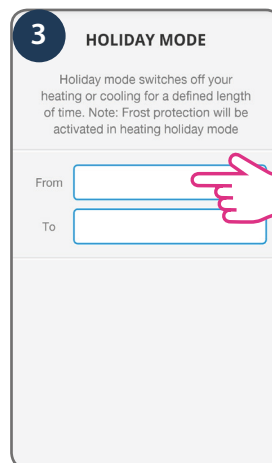 3
HOLIDAY MODE
Holiday mode switches off your
heating or cooling for a defined length
of time. Note: Frost protection will be
activated in heating holiday mode
From
To